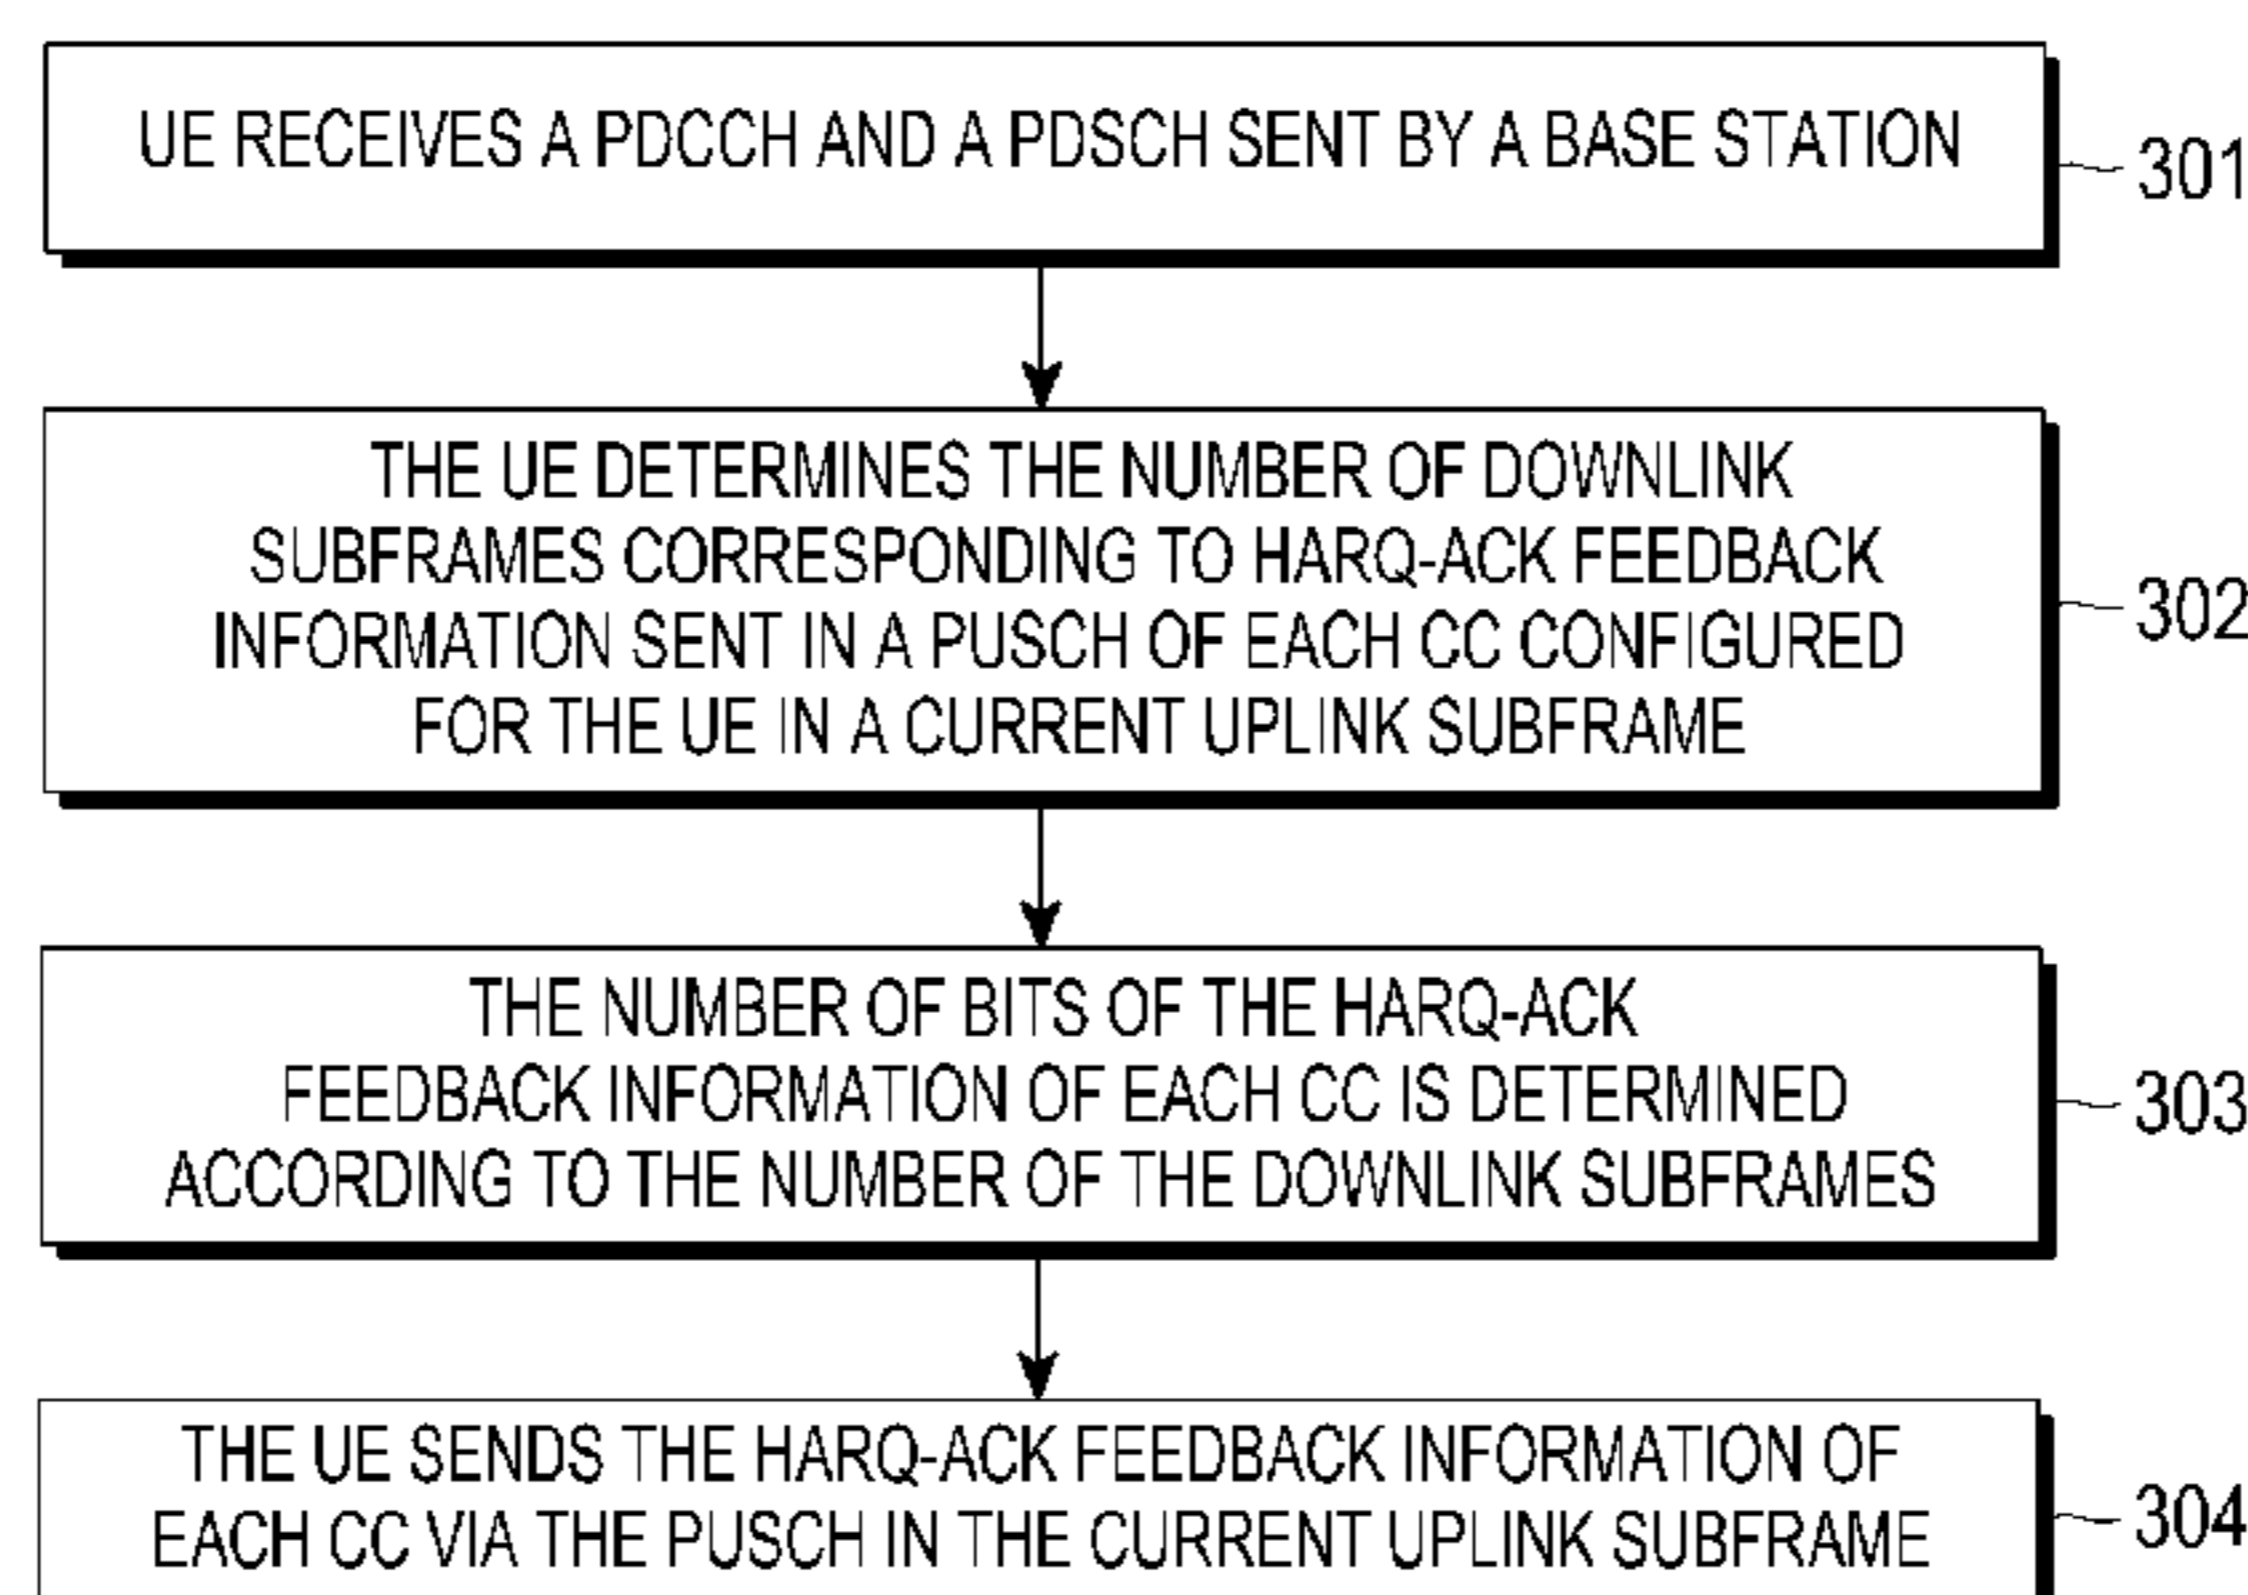 UE RECEIVES A PDCCH AND A PDSCH SENT BY A BASE STATION
301
THE UE DETERMINES THE NUMBER OF DOWNLINK
SUBFRAMES CORRESPONDING TO HARQ-ACK FEEDBACK
INFORMATION SENT IN A PUSCH OF EACH CC CONFIGURED
FOR THE UE IN A CURRENT UPLINK SUBFRAME
302
THE NUMBER OF BITS OF THE HARQ-ACK
FEEDBACK INFORMATION OF EACH CC IS DETERMINED
ACCORDING TO THE NUMBER OF THE DOWNLINK SUBFRAMES
303
THE UE SENDS THE HARQ-ACK FEEDBACK INFORMATION OF
EACH CC VIA THE PUSCH IN THE CURRENT UPLINK SUBFRAME
304